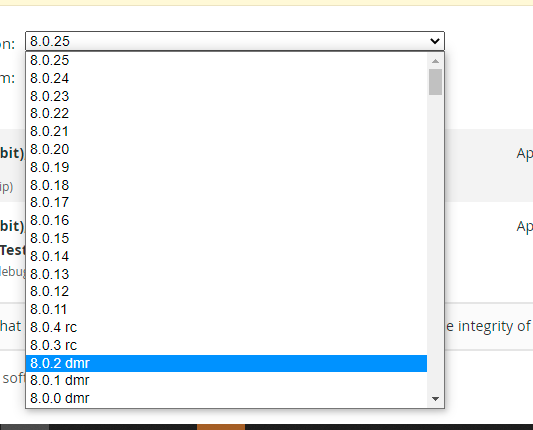 on: 8.0.25
8.0.25
m: 8.0.24
8.0.23
8.0.22
8.0.21
bit) 8.0.20 Ap
8.0.19
ip) 8.0.18
8.0.17
8.0.16
bit) 8.0.15 Ap
Test 8.0.14
debug 8.0.13
8.0.12
8.0.11
hat 8.0.4 rc e integrity of
8.0.3 rc
8.0.2 dmr
soft 8.0.1 dmr
8.0.0 dmr